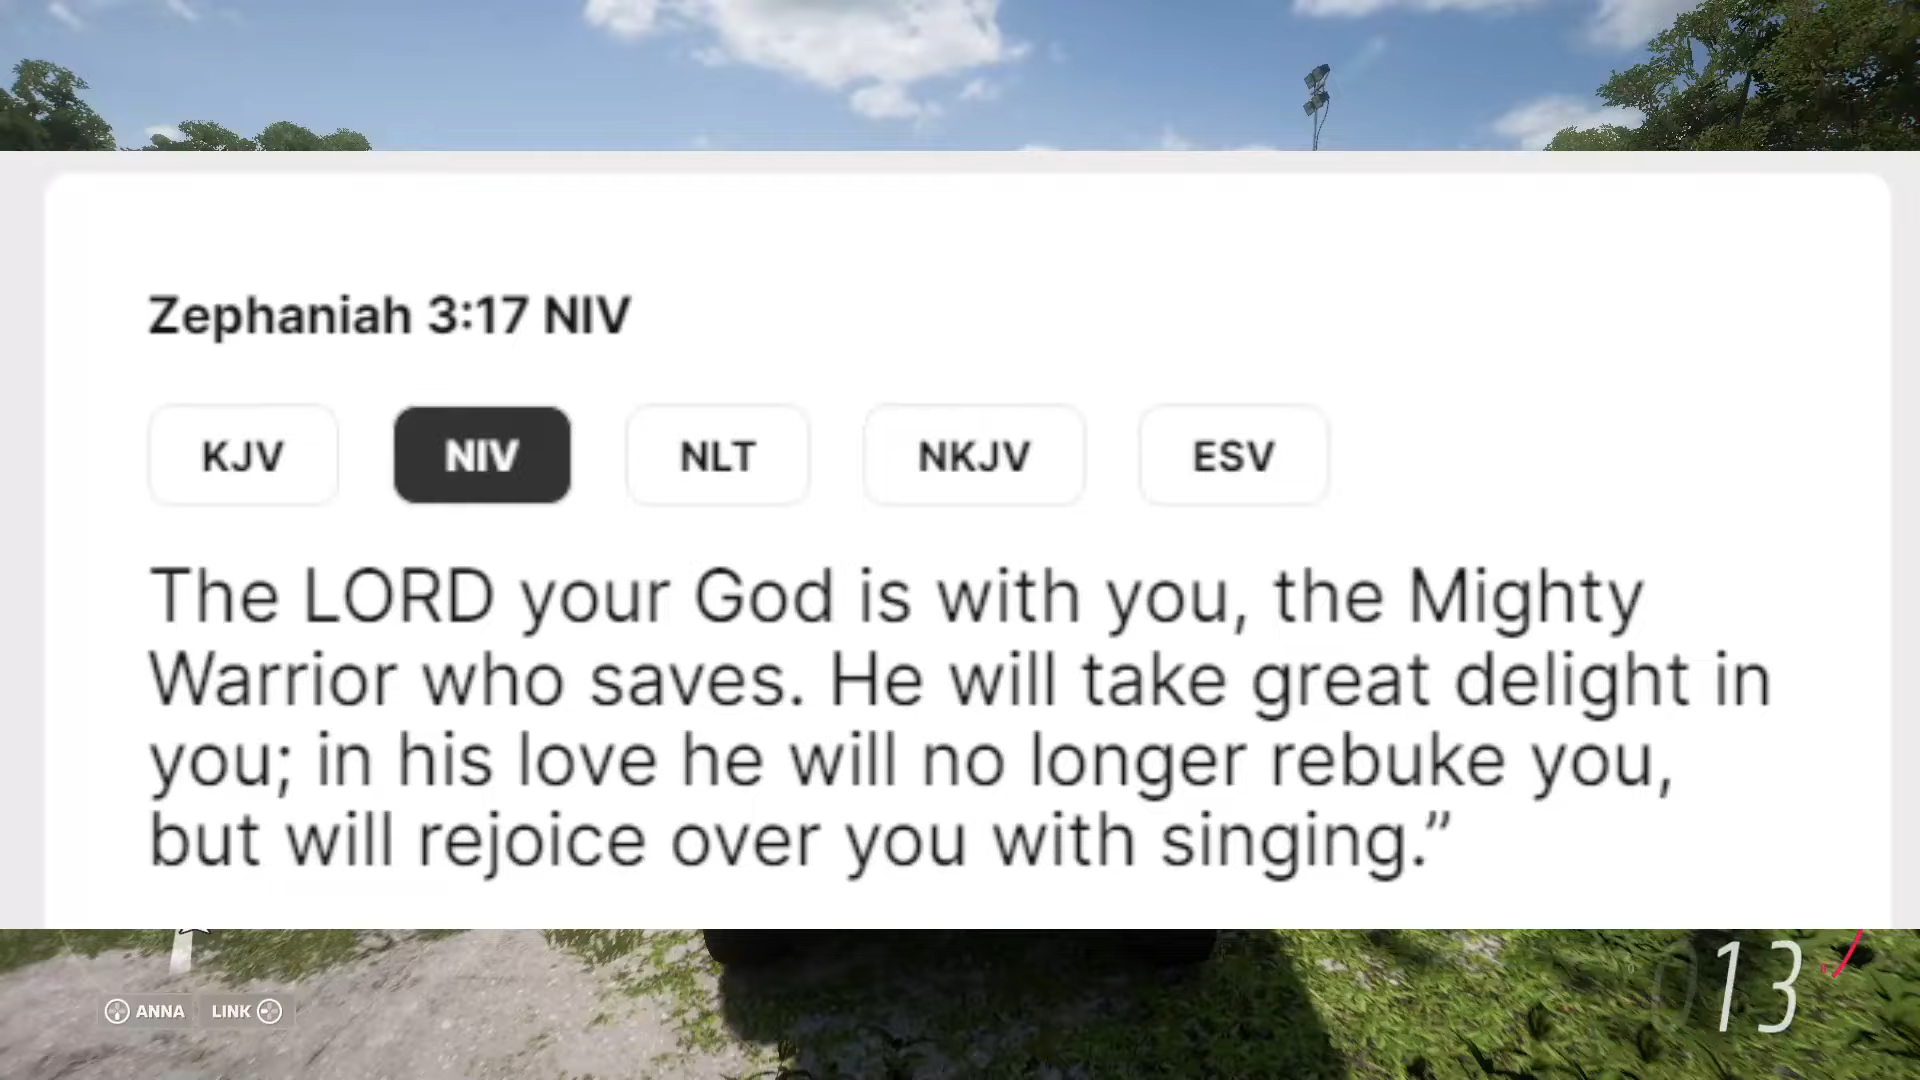 Zephaniah 3:17 NIV
KJV NIV NLT NKJV ESV
The LORD your God is with you, the Mighty
Warrior who saves. He will take great delight in
you; in his love he will no longer rebuke you,
but will rejoice over you with singing.”
ANNA LINK
013